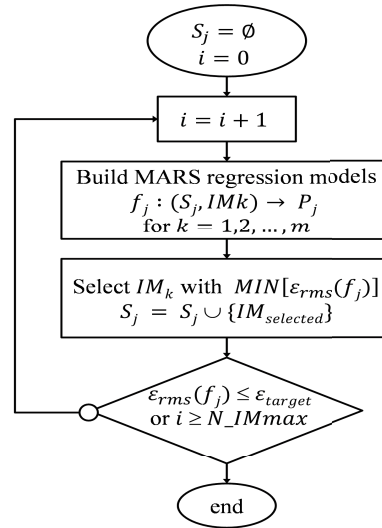 S_j = ∅
i = 0
i = i + 1
Build MARS regression models
f_j : (S_j, IMk) → P_j
for k = 1,2, … , m
Select IM_k with MIN[ε_rms(f_j)]
S_j = S_j ∪ {IM_selected}
ε_rms(f_j) ≤ ε_target
or i ≥ N_IMmax
end